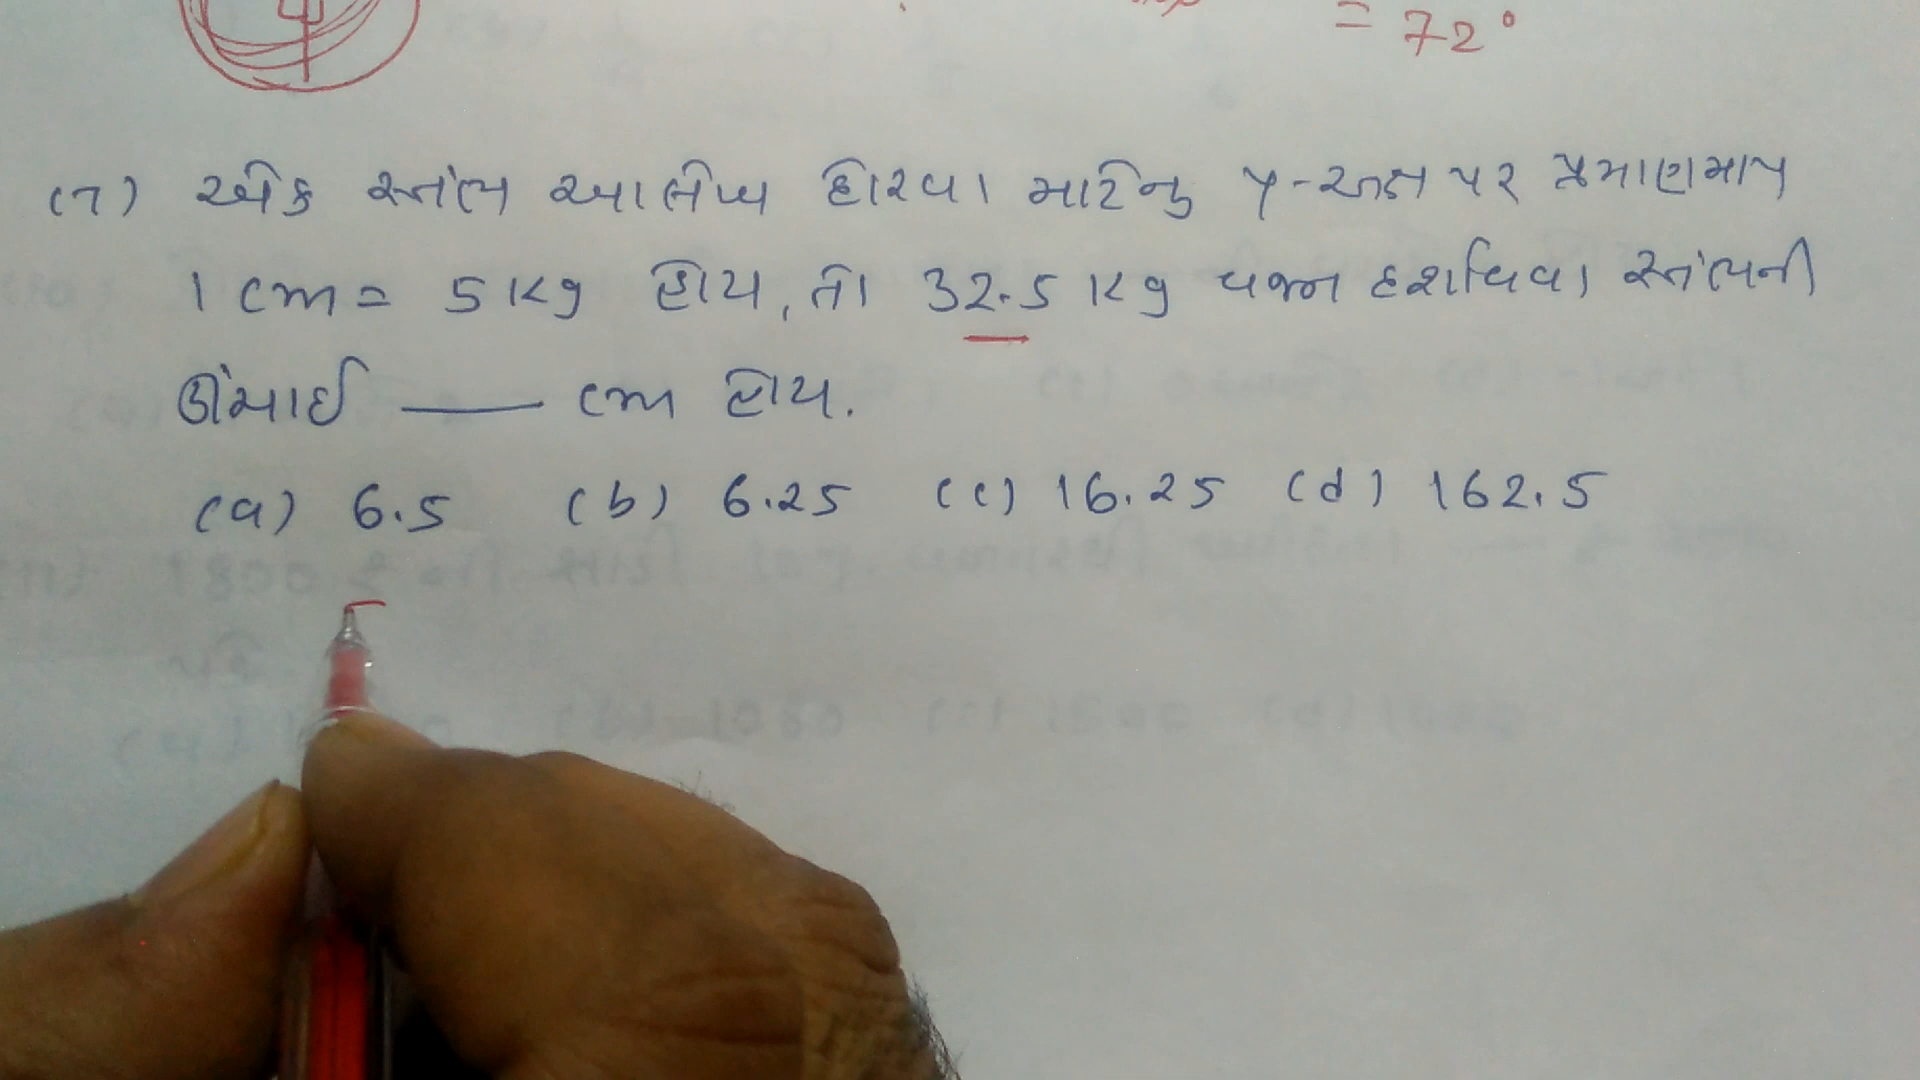 = 72°
(7) એક સ્તંભ આલેખ દોરવા માટેનુ y-અક્ષ પર પ્રમાણમાપ
1 cm = 5 kg હોય, તો 32.5 kg વજન દર્શાવવા સ્તંભની
ઊંચાઈ ___ cm હોય.
(a) 6.5 (b) 6.25 (c) 16.25 (d) 162.5